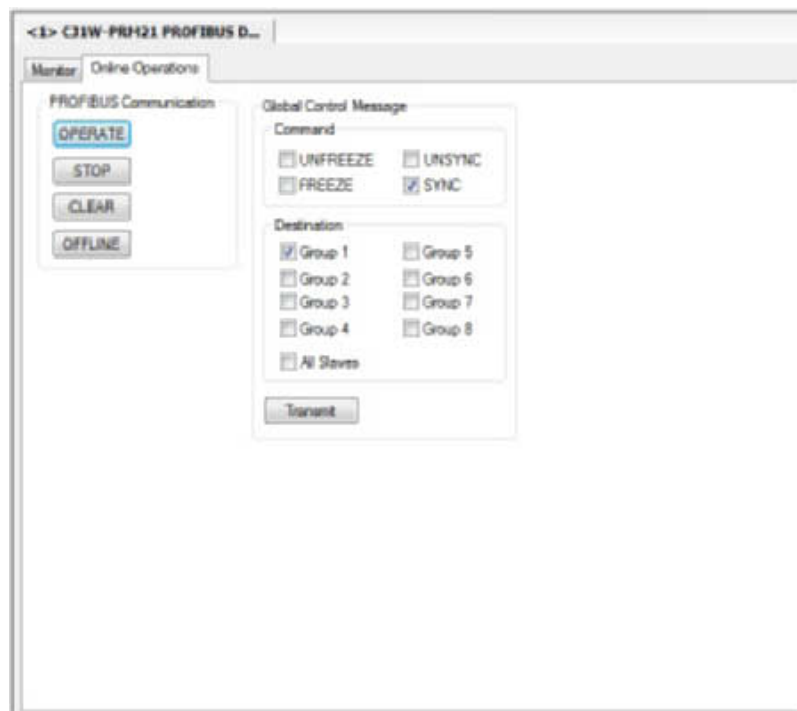 <1> CJ1W-PRM21 PROFIBUS D...
Monitor
Online Operations
PROFIBUS Communication
OPERATE
STOP
CLEAR
OFFLINE
Global Control Message
Command
UNFREEZE
UNSYNC
FREEZE
SYNC
Destination
Group 1
Group 5
Group 2
Group 6
Group 3
Group 7
Group 4
Group 8
All Slaves
Transmit